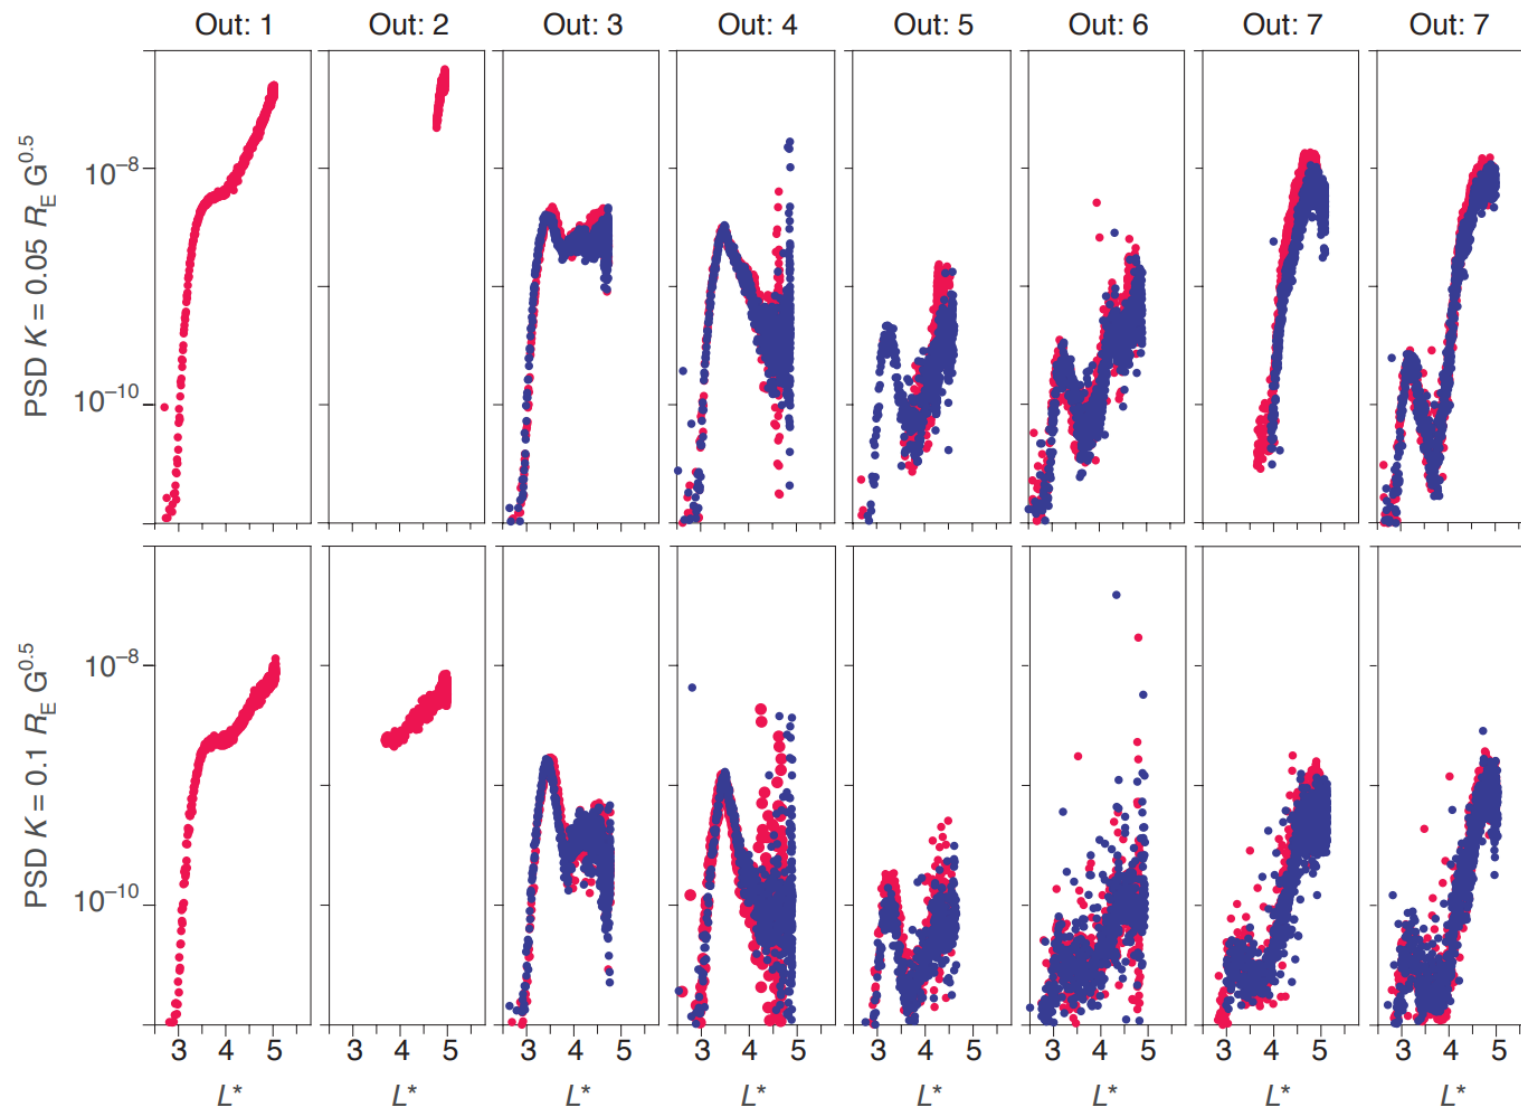 Out: 1 Out: 2 Out: 3 Out: 4 Out: 5 Out: 6 Out: 7 Out: 7
PSD K = 0.05 R_E G^0.5
10^−8
10^−10
PSD K = 0.1 R_E G^0.5
10^−8
10^−10
3 4 5 3 4 5 3 4 5 3 4 5 3 4 5 3 4 5 3 4 5 3 4 5
L* L* L* L* L* L* L* L*